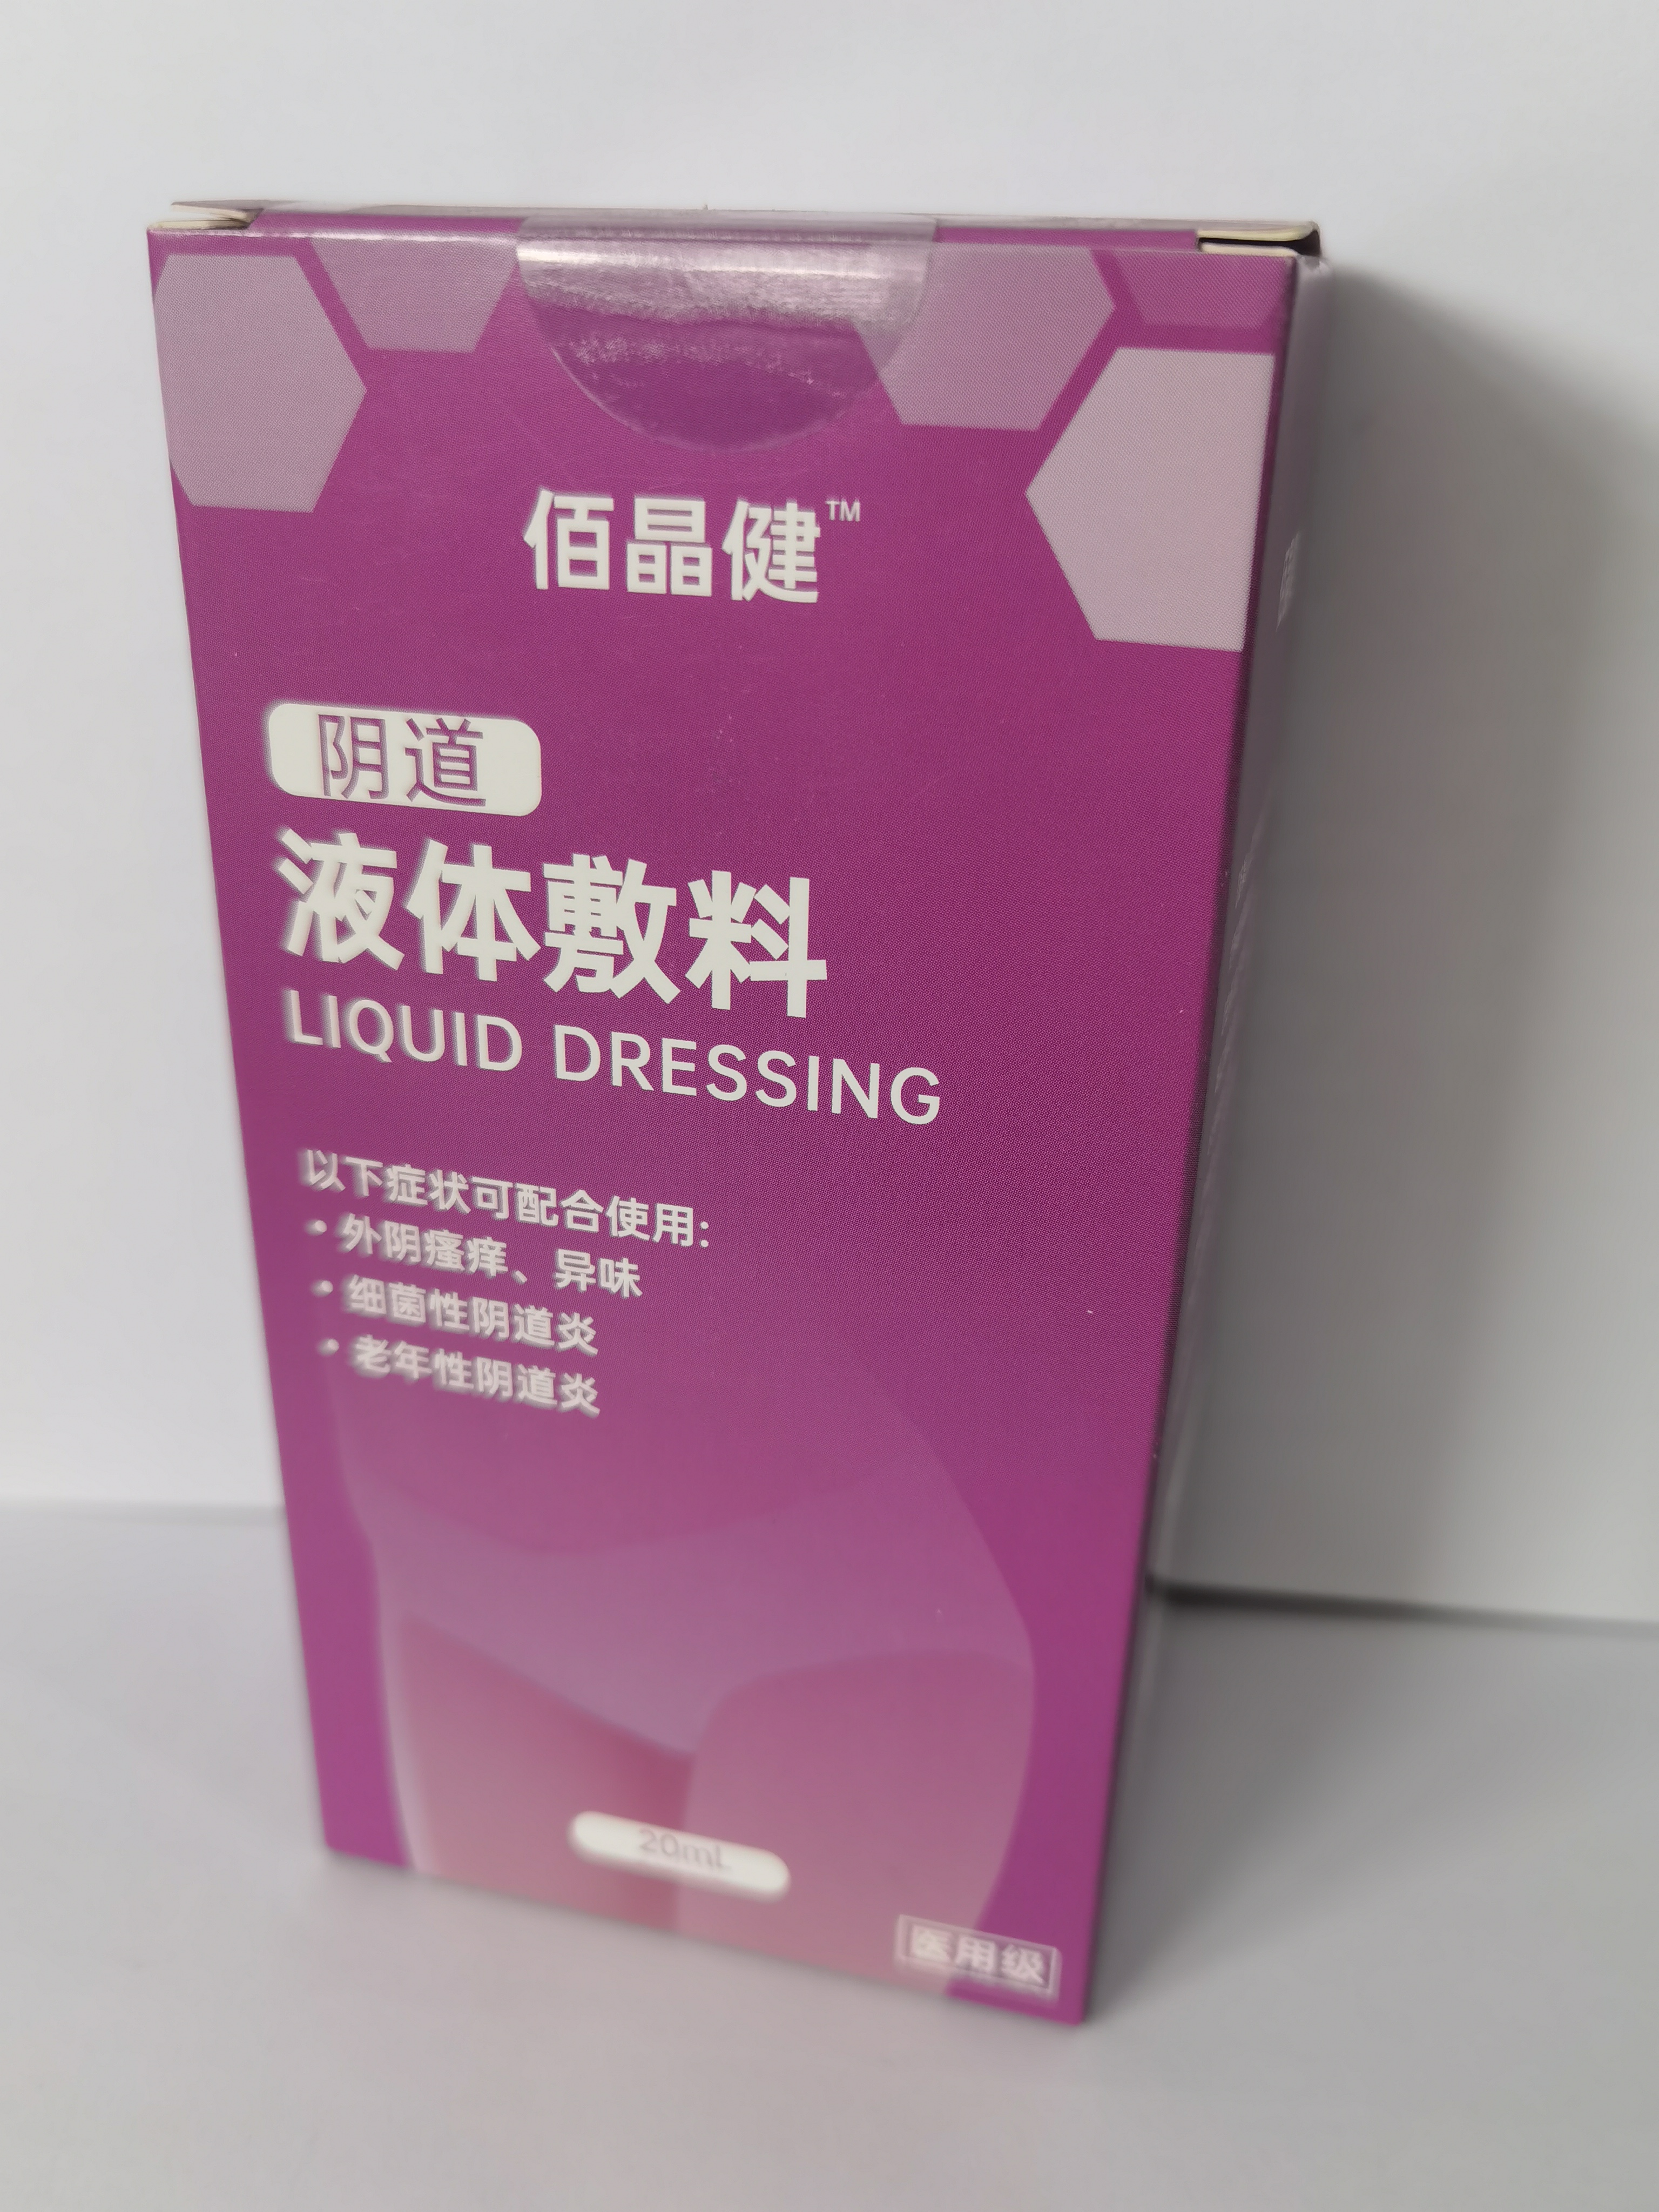 佰晶健™
阴道
液体敷料
LIQUID DRESSING
以下症状可配合使用:
• 外阴瘙痒、异味
• 细菌性阴道炎
• 老年性阴道炎
20mL
医用级